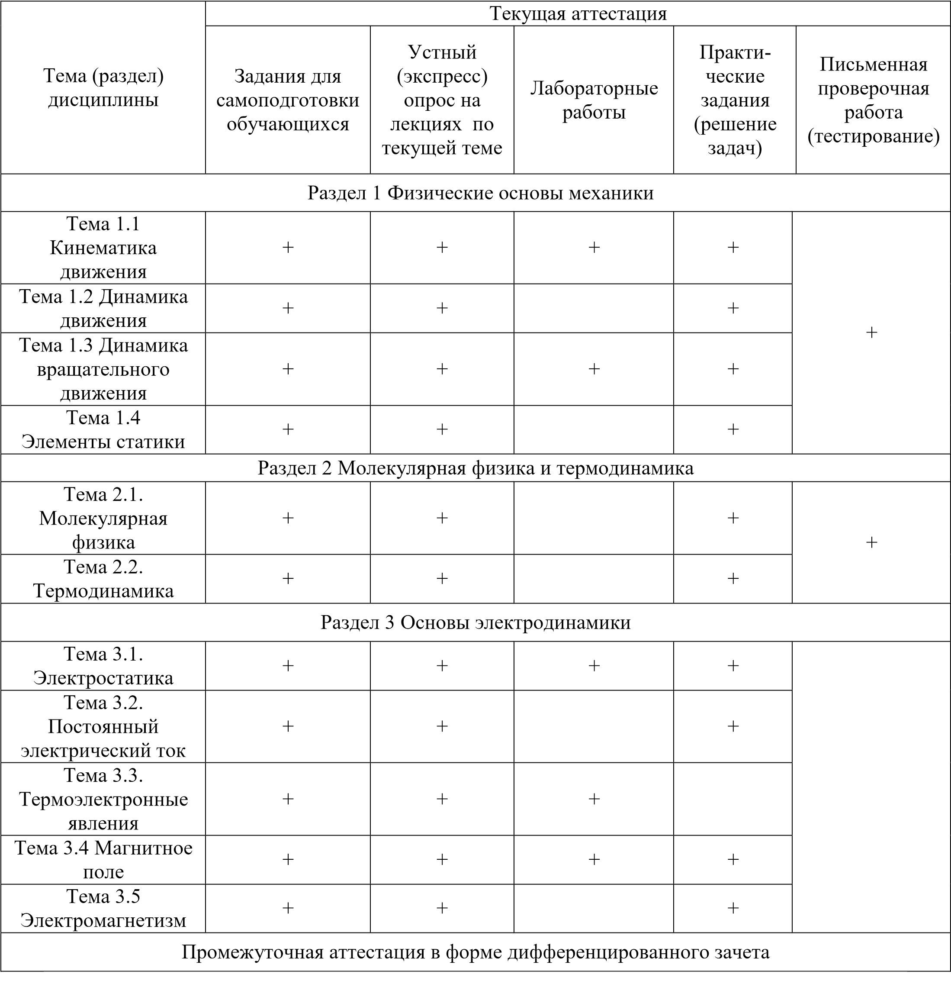 Текущая аттестация
Тема (раздел)
дисциплины
Задания для
самоподготовки
обучающихся
Устный
(экспресс)
опрос на
лекциях  по
текущей теме
Лабораторные
работы
Практи-
ческие
задания
(решение
задач)
Письменная
проверочная
работа
(тестирование)
Раздел 1 Физические основы механики
Тема 1.1
Кинематика
движения
+ + + +
Тема 1.2 Динамика
движения
+ + +
+
Тема 1.3 Динамика
вращательного
движения
+ + + +
Тема 1.4
Элементы статики
+ + +
Раздел 2 Молекулярная физика и термодинамика
Тема 2.1.
Молекулярная
физика
+ + +
+
Тема 2.2.
Термодинамика
+ + +
Раздел 3 Основы электродинамики
Тема 3.1.
Электростатика
+ + + +
Тема 3.2.
Постоянный
электрический ток
+ + +
Тема 3.3.
Термоэлектронные
явления
+ + +
Тема 3.4 Магнитное
поле
+ + + +
Тема 3.5
Электромагнетизм
+ + +
Промежуточная аттестация в форме дифференцированного зачета